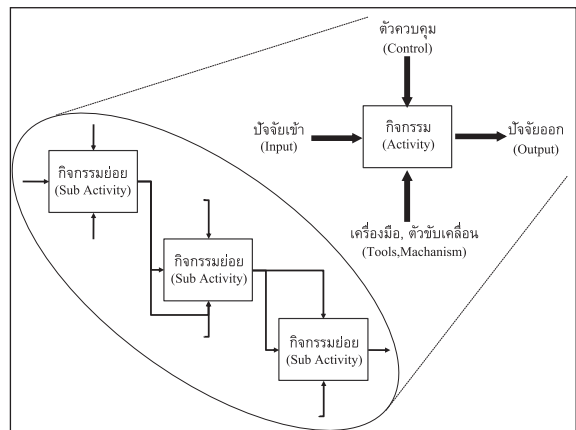 ตัวควบคุม
(Control)
ปัจจัยเข้า
(Input)
กิจกรรม
(Activity)
ปัจจัยออก
(Output)
เครื่องมือ, ตัวขับเคลื่อน
(Tools,Machanism)
กิจกรรมย่อย
(Sub Activity)
กิจกรรมย่อย
(Sub Activity)
กิจกรรมย่อย
(Sub Activity)